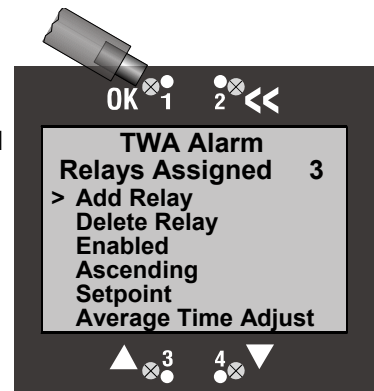 OK 1 2 <<
TWA Alarm
Relays Assigned 3
> Add Relay
Delete Relay
Enabled
Ascending
Setpoint
Average Time Adjust
3 4